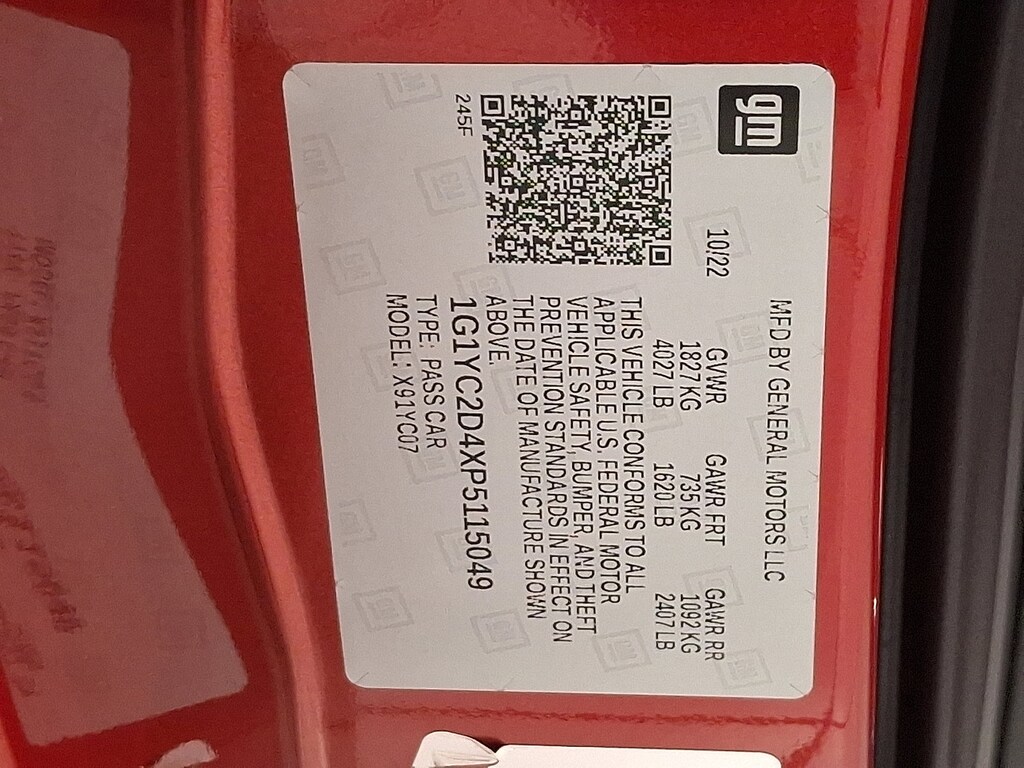 gm
MFD BY GENERAL MOTORS LLC
10/22
GVWR GAWR FRT GAWR RR
1827 KG 735 KG 1092 KG
4027 LB 1620 LB 2407 LB
THIS VEHICLE CONFORMS TO ALL
APPLICABLE U.S. FEDERAL MOTOR
VEHICLE SAFETY, BUMPER, AND THEFT
PREVENTION STANDARDS IN EFFECT ON
THE DATE OF MANUFACTURE SHOWN
ABOVE.
245F
1G1YC2D4XP5115049
TYPE: PASS CAR
MODEL: X91YC07